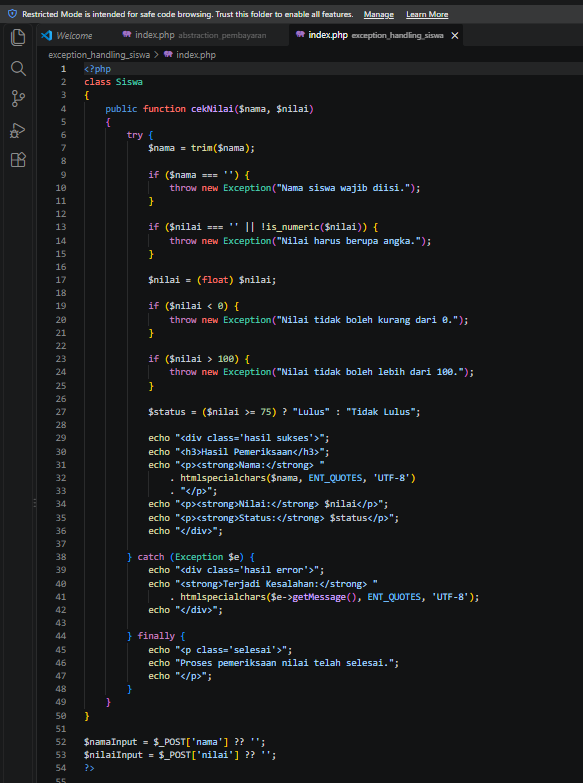 Restricted Mode is intended for safe code browsing. Trust this folder to enable all features. Manage Learn More
Welcome index.php abstraction_pembayaran index.php exception_handling_siswa
exception_handling_siswa > index.php
1 <?php
2 class Siswa
3 {
4 public function cekNilai($nama, $nilai)
5 {
6 try {
7 $nama = trim($nama);
8
9 if ($nama === '') {
10 throw new Exception("Nama siswa wajib diisi.");
11 }
12
13 if ($nilai === '' || !is_numeric($nilai)) {
14 throw new Exception("Nilai harus berupa angka.");
15 }
16
17 $nilai = (float) $nilai;
18
19 if ($nilai < 0) {
20 throw new Exception("Nilai tidak boleh kurang dari 0.");
21 }
22
23 if ($nilai > 100) {
24 throw new Exception("Nilai tidak boleh lebih dari 100.");
25 }
26
27 $status = ($nilai >= 75) ? "Lulus" : "Tidak Lulus";
28
29 echo "<div class='hasil sukses'>";
30 echo "<h3>Hasil Pemeriksaan</h3>";
31 echo "<p><strong>Nama:</strong> "
32 . htmlspecialchars($nama, ENT_QUOTES, 'UTF-8')
33 . "</p>";
34 echo "<p><strong>Nilai:</strong> $nilai</p>";
35 echo "<p><strong>Status:</strong> $status</p>";
36 echo "</div>";
37
38 } catch (Exception $e) {
39 echo "<div class='hasil error'>";
40 echo "<strong>Terjadi Kesalahan:</strong> "
41 . htmlspecialchars($e->getMessage(), ENT_QUOTES, 'UTF-8');
42 echo "</div>";
43
44 } finally {
45 echo "<p class='selesai'>";
46 echo "Proses pemeriksaan nilai telah selesai.";
47 echo "</p>";
48 }
49 }
50 }
51
52 $namaInput = $_POST['nama'] ?? '';
53 $nilaiInput = $_POST['nilai'] ?? '';
54 ?>
55